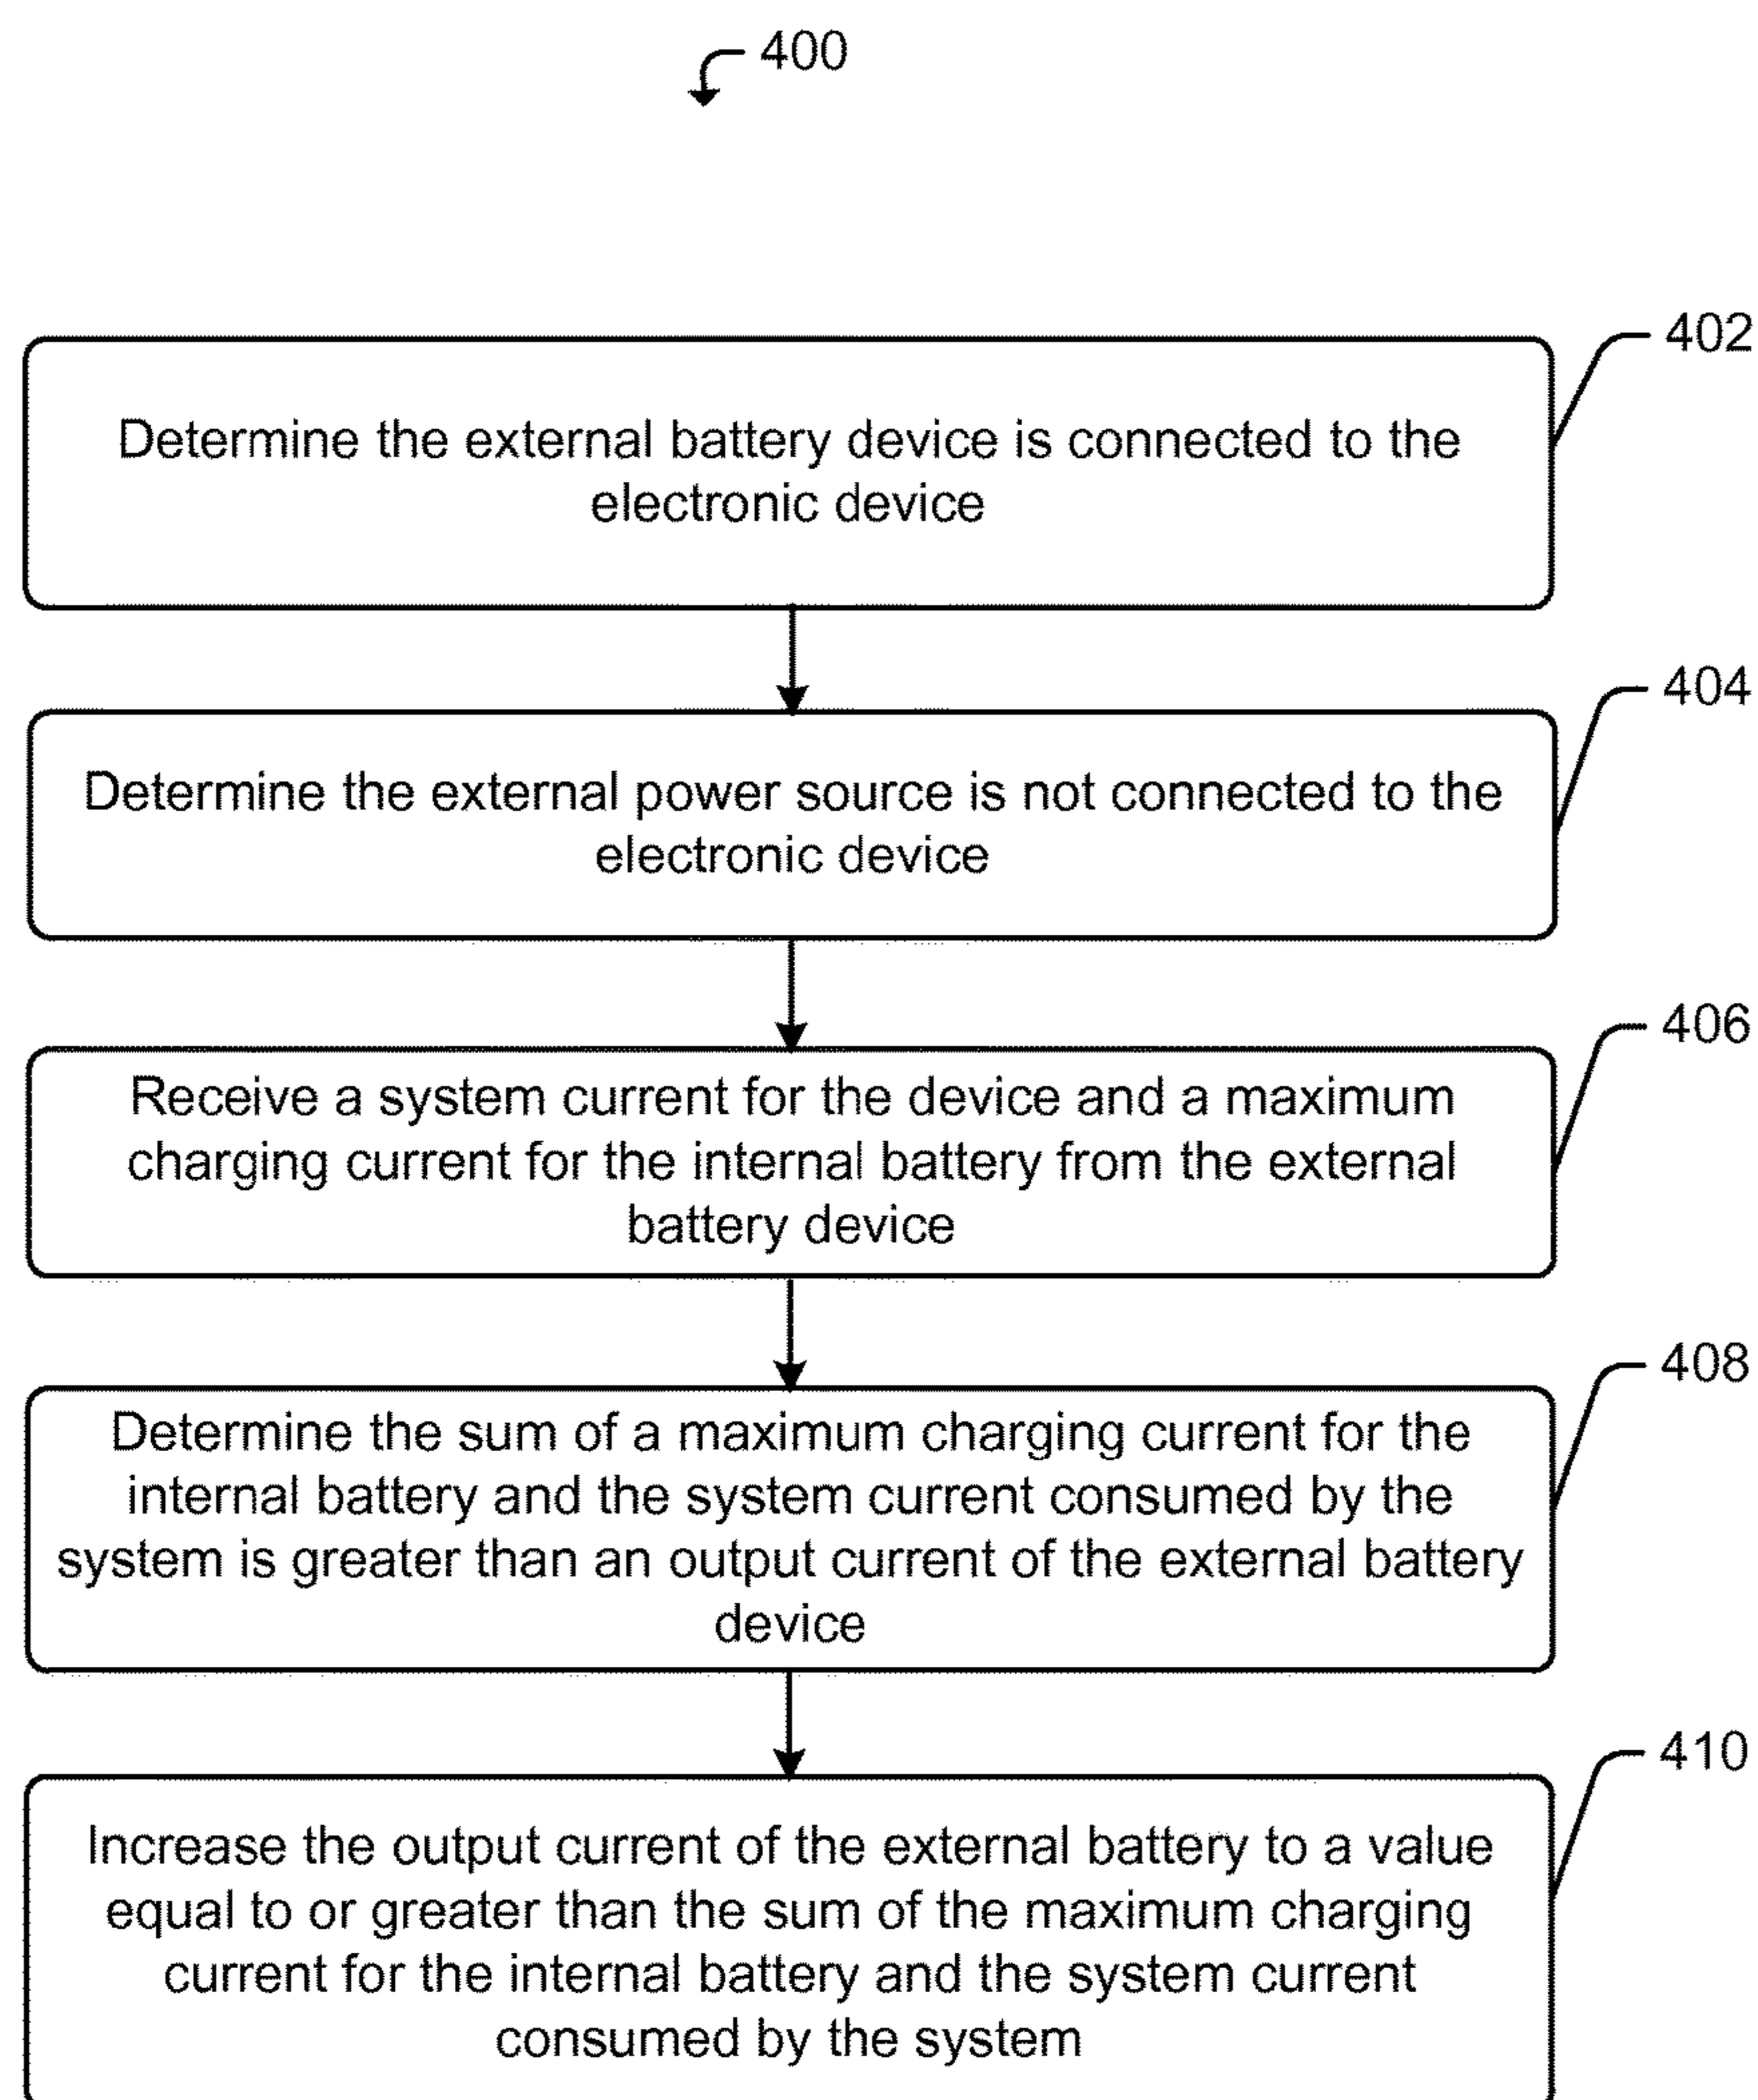 400
402
Determine the external battery device is connected to the
electronic device
404
Determine the external power source is not connected to the
electronic device
406
Receive a system current for the device and a maximum
charging current for the internal battery from the external
battery device
408
Determine the sum of a maximum charging current for the
internal battery and the system current consumed by the
system is greater than an output current of the external battery
device
410
Increase the output current of the external battery to a value
equal to or greater than the sum of the maximum charging
current for the internal battery and the system current
consumed by the system